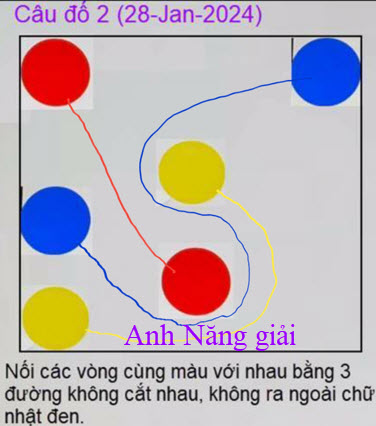 Câu đố 2 (28-Jan-2024)
Anh Năng giải
Nối các vòng cùng màu với nhau bằng 3
đường không cắt nhau, không ra ngoài chữ
nhật đen.